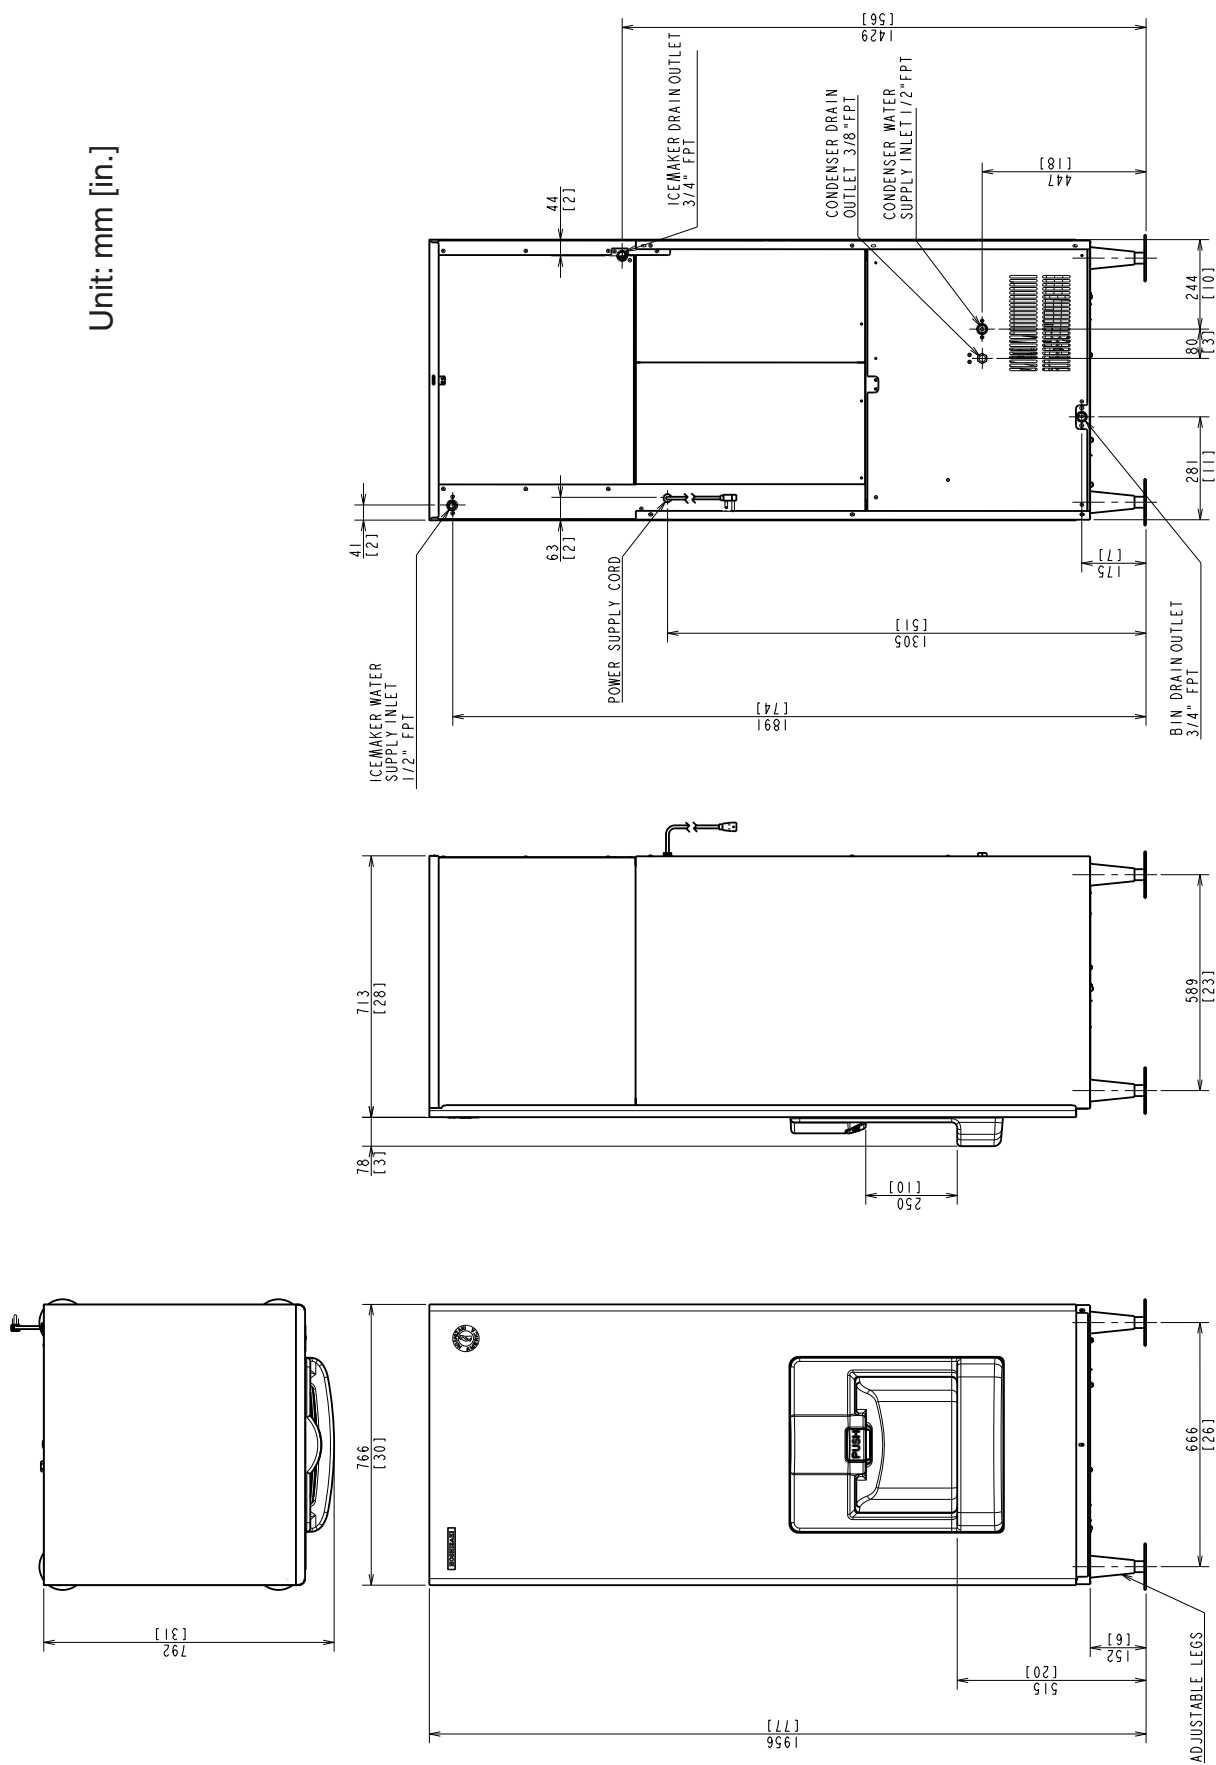 Unit: mm [in.]
1429
[56]
ICEMAKER DRAIN OUTLET
3/4" FPT
CONDENSER DRAIN
OUTLET 3/8"FPT
CONDENSER WATER
SUPPLY INLET 1/2"FPT
447
[18]
44
[2]
244
[10]
80
[3]
281
[11]
41
[2]
63
[2]
175
[7]
POWER SUPPLY CORD
1305
[51]
ICEMAKER WATER
SUPPLY INLET
1/2" FPT
1891
[74]
BIN DRAIN OUTLET
3/4" FPT
713
[28]
589
[23]
78
[3]
250
[10]
766
[30]
PUSH
HOSHIZAKI
666
[26]
792
[31]
152
[6]
515
[20]
1956
[77]
ADJUSTABLE LEGS